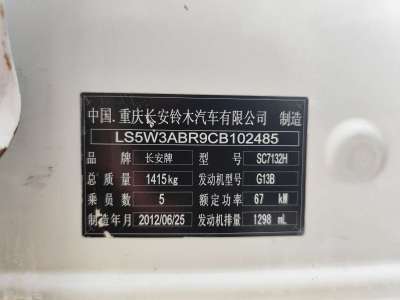 中国.重庆长安铃木汽车有限公司 制造
LS5W3ABR9CB102485
品牌 长安牌 型号 SC7132H
总质量 1415kg 发动机型号 G13B
乘员数 5 额定功率 67 kW
制造年月 2012/06/25 发动机排量 1298 mL